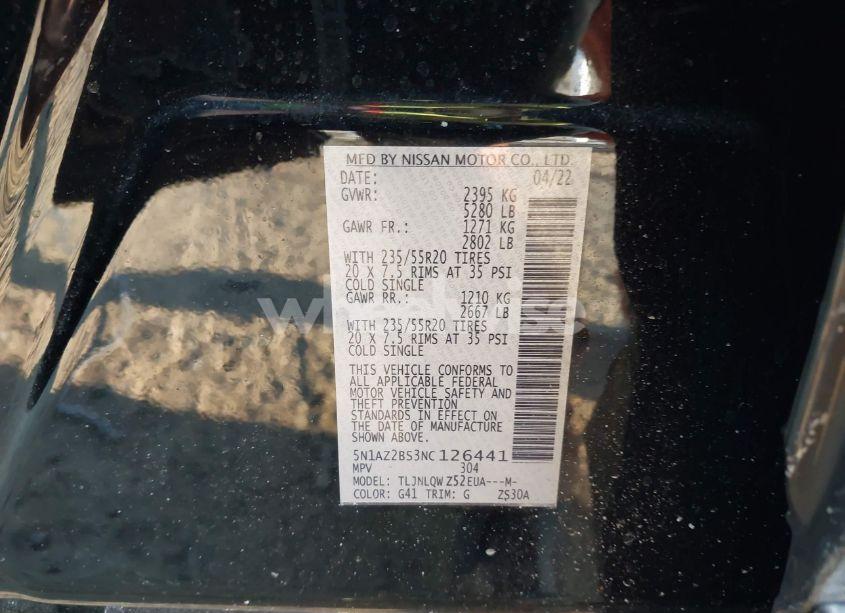 MFD BY NISSAN MOTOR CO., LTD.
DATE: 04/22
GVWR: 2395 KG
5280 LB
GAWR FR.: 1271 KG
2802 LB
WITH 235/55R20 TIRES
20 X 7.5 RIMS AT 35 PSI
COLD SINGLE
GAWR RR.: 1210 KG
2667 LB
WITH 235/55R20 TIRES
20 X 7.5 RIMS AT 35 PSI
COLD SINGLE
THIS VEHICLE CONFORMS TO
ALL APPLICABLE FEDERAL
MOTOR VEHICLE SAFETY AND
THEFT PREVENTION
STANDARDS IN EFFECT ON
THE DATE OF MANUFACTURE
SHOWN ABOVE.
5N1AZ2BS3NC126441
MPV 304
MODEL: TLJNLQW Z52EUA---M-
COLOR: G41 TRIM: G ZS30A